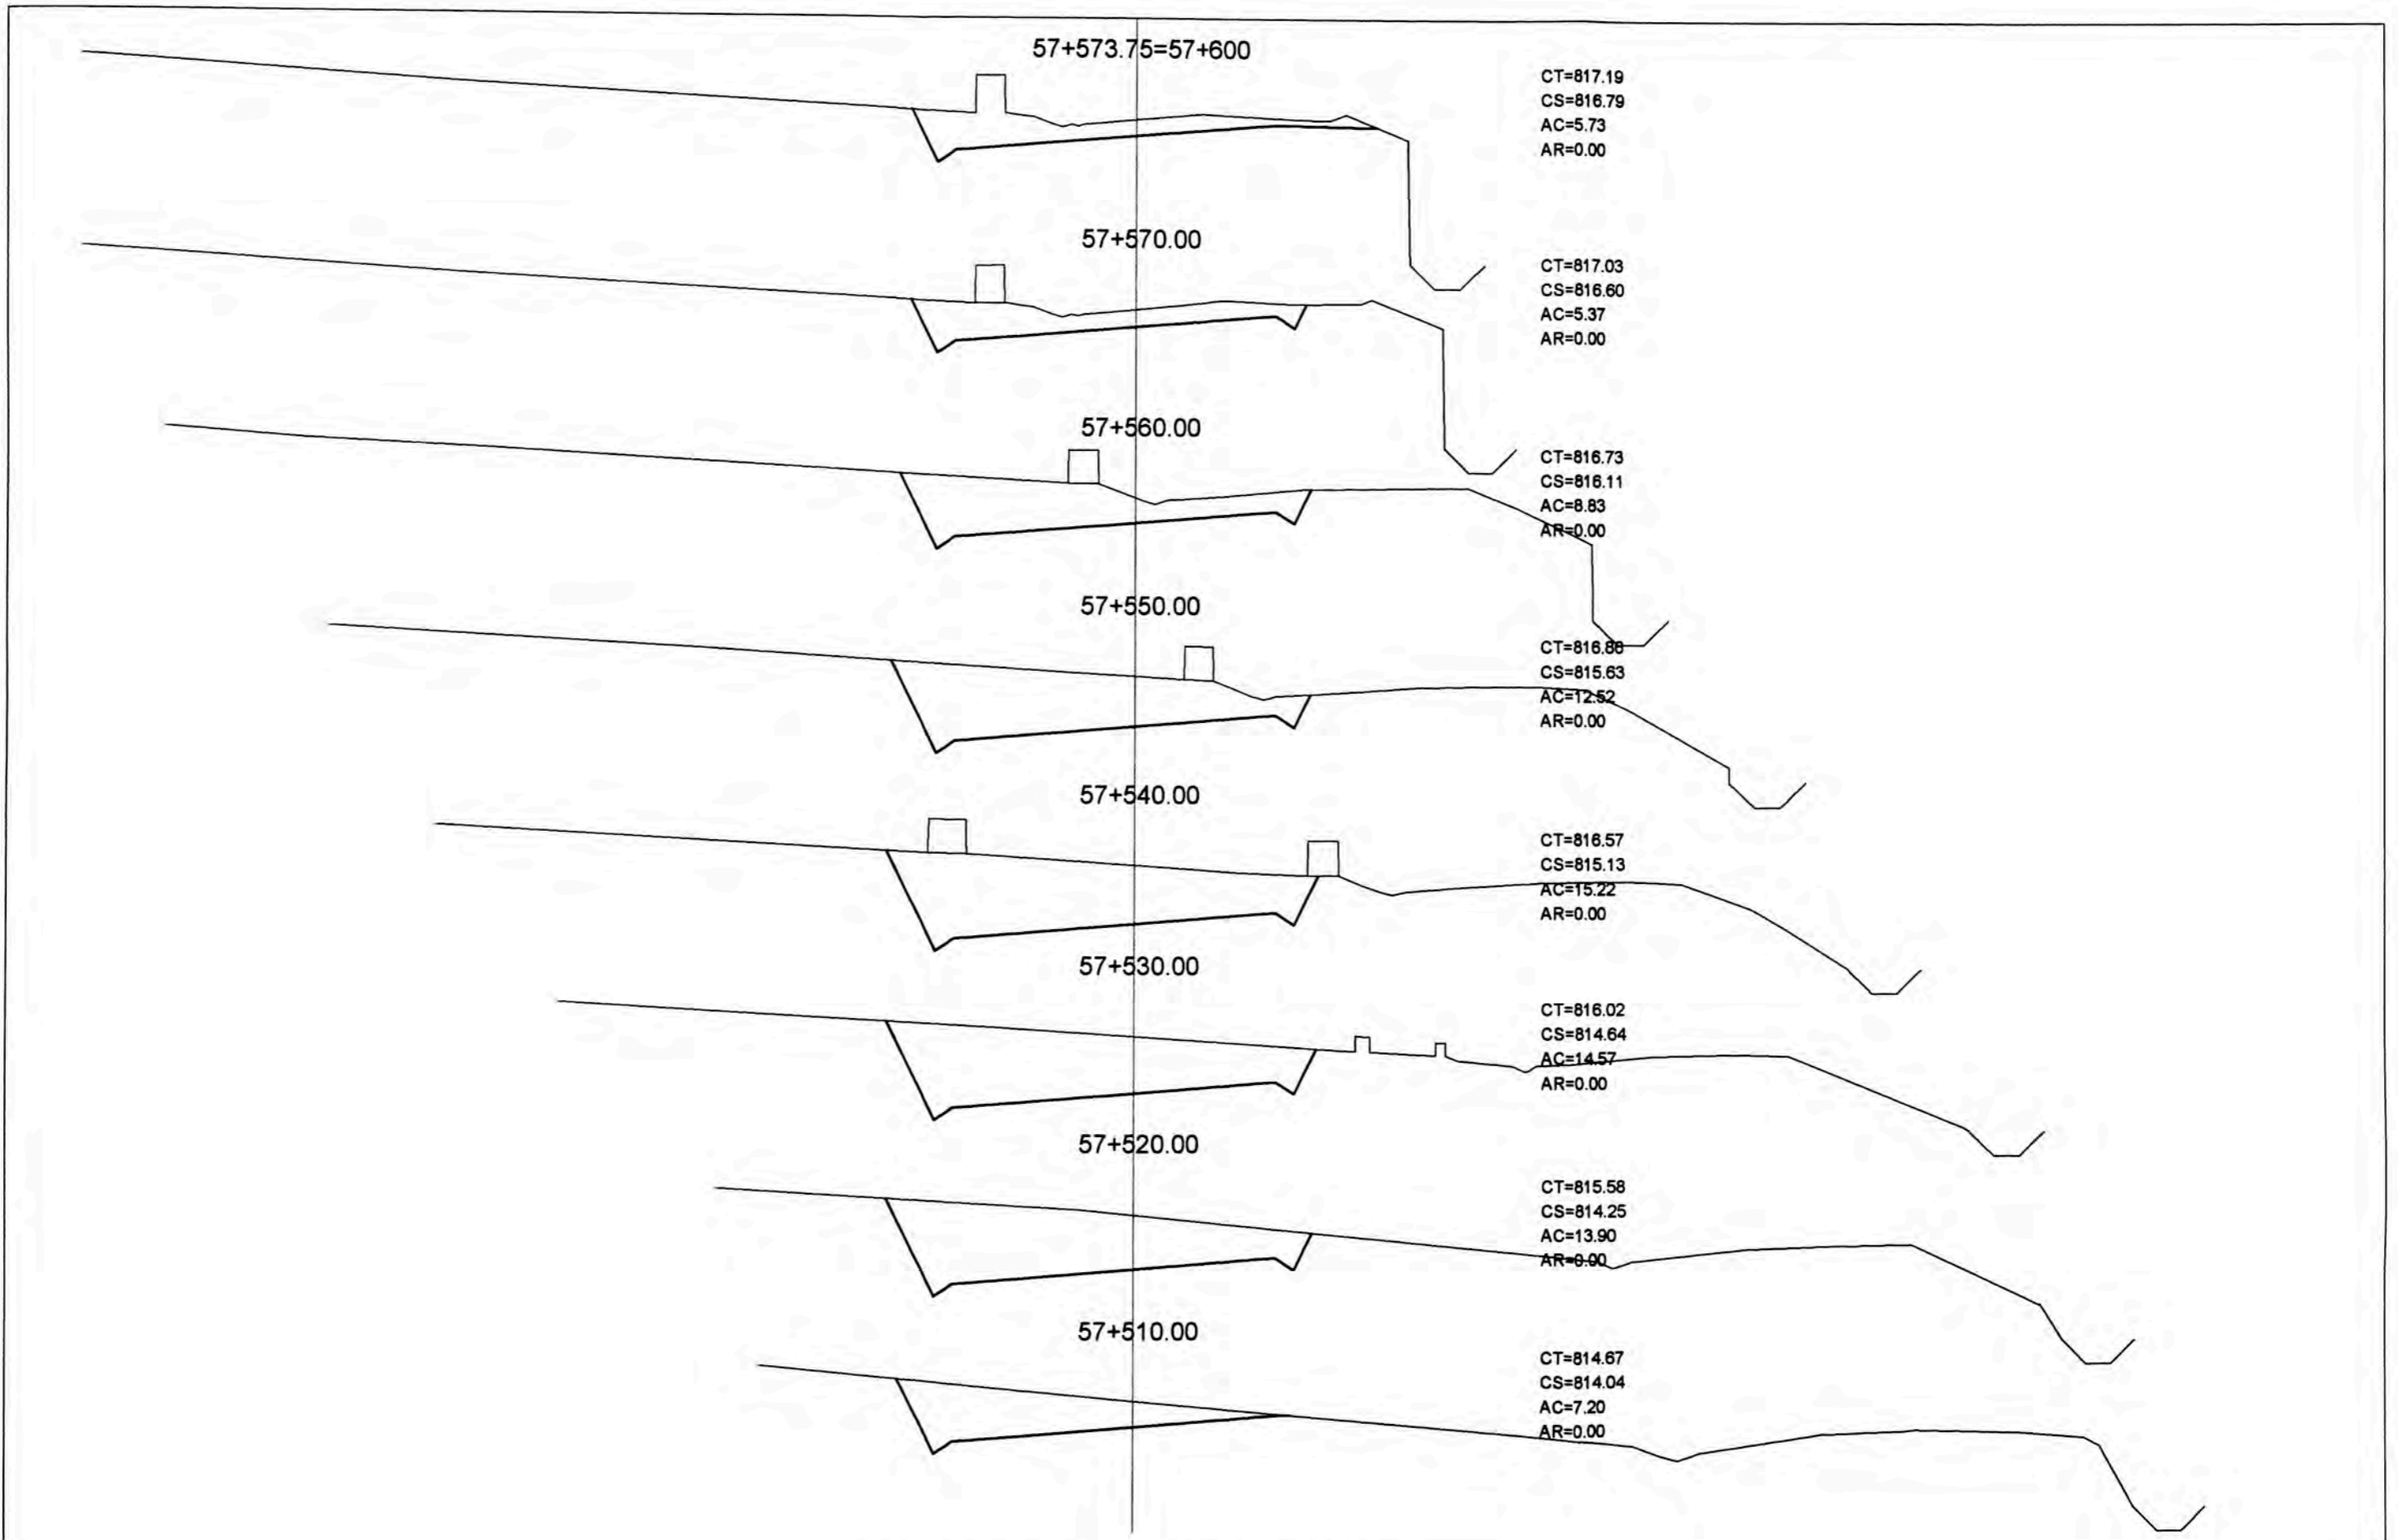 57+573.75=57+600
CT=817.19
CS=816.79
AC=5.73
AR=0.00
57+570.00
CT=817.03
CS=816.60
AC=5.37
AR=0.00
57+560.00
CT=816.73
CS=816.11
AC=8.83
AR=0.00
57+550.00
CT=816.88
CS=815.63
AC=12.52
AR=0.00
57+540.00
CT=816.57
CS=815.13
AC=15.22
AR=0.00
57+530.00
CT=816.02
CS=814.64
AC=14.57
AR=0.00
57+520.00
CT=815.58
CS=814.25
AC=13.90
AR=0.00
57+510.00
CT=814.67
CS=814.04
AC=7.20
AR=0.00